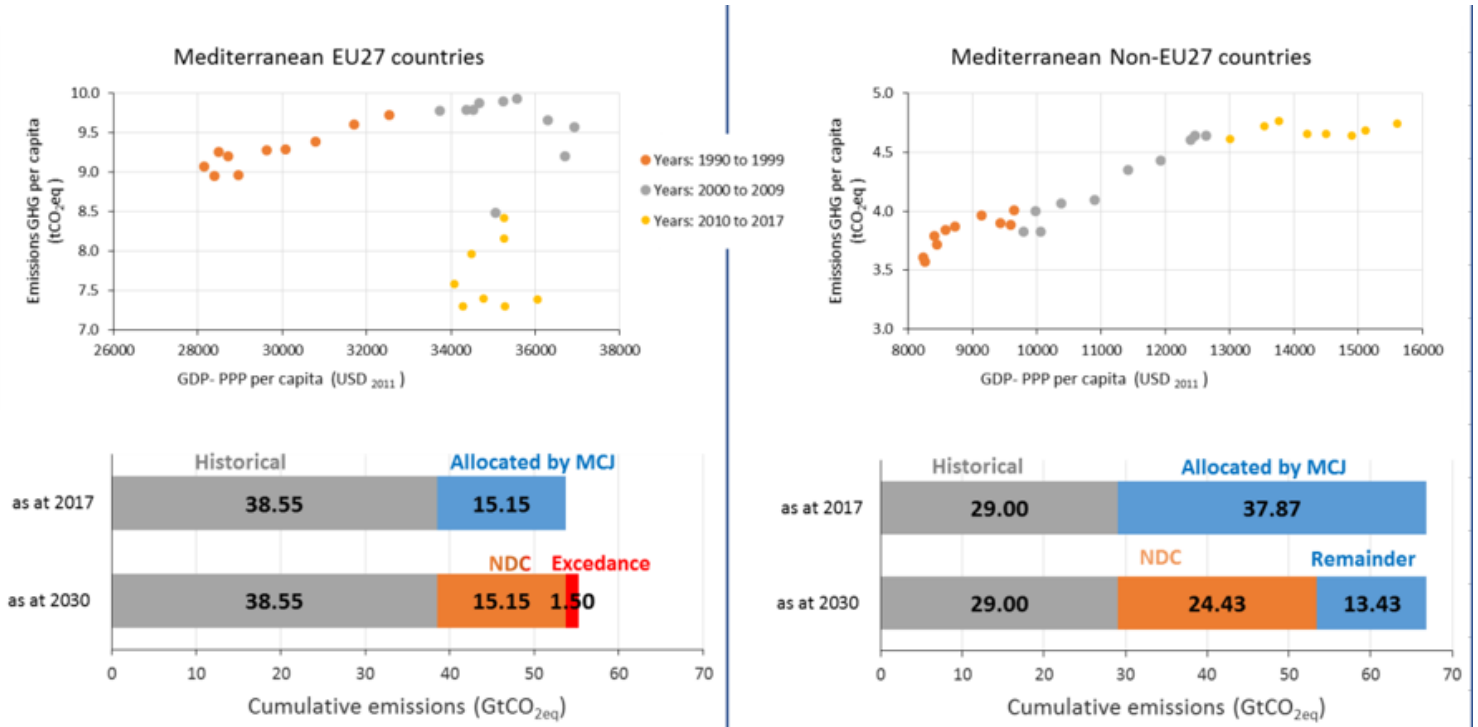 Mediterranean EU27 countries
Emissions GHG per capita
(tCO₂eq )
10.0
9.5
9.0
8.5
8.0
7.5
7.0
26000 28000 30000 32000 34000 36000 38000
GDP- PPP per capita (USD ₂₀₁₁ )
Years: 1990 to 1999
Years: 2000 to 2009
Years: 2010 to 2017
Mediterranean Non-EU27 countries
Emissions GHG per capita
(tCO₂eq )
5.0
4.5
4.0
3.5
3.0
8000 9000 10000 11000 12000 13000 14000 15000 16000
GDP- PPP per capita (USD ₂₀₁₁ )
Historical Allocated by MCJ
as at 2017 38.55 15.15
NDC Excedance
as at 2030 38.55 15.15 1.50
0 10 20 30 40 50 60 70
Cumulative emissions (GtCO₂eq)
Historical Allocated by MCJ
as at 2017 29.00 37.87
NDC Remainder
as at 2030 29.00 24.43 13.43
0 10 20 30 40 50 60 70
Cumulative emissions (GtCO₂eq)